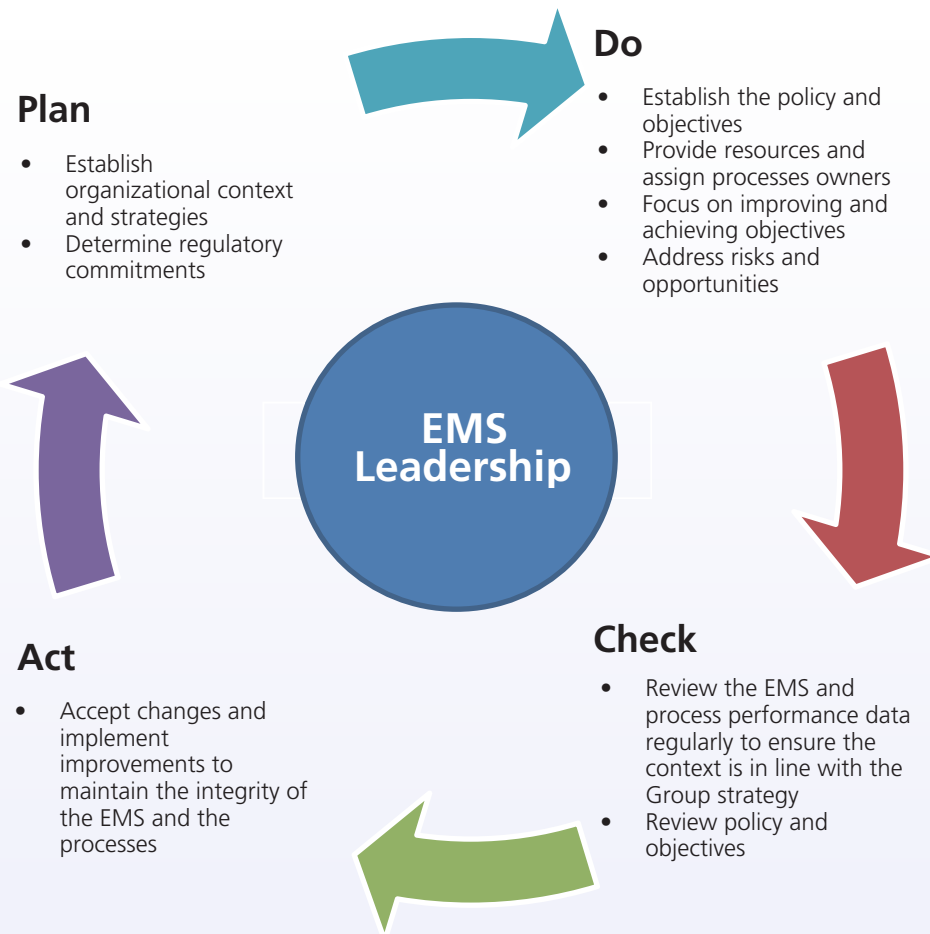 Plan
• Establish
organizational context
and strategies
• Determine regulatory
commitments
Do
• Establish the policy and
objectives
• Provide resources and
assign processes owners
• Focus on improving and
achieving objectives
• Address risks and
opportunities
EMS
Leadership
Act
• Accept changes and
implement
improvements to
maintain the integrity of
the EMS and the
processes
Check
• Review the EMS and
process performance data
regularly to ensure the
context is in line with the
Group strategy
• Review policy and
objectives